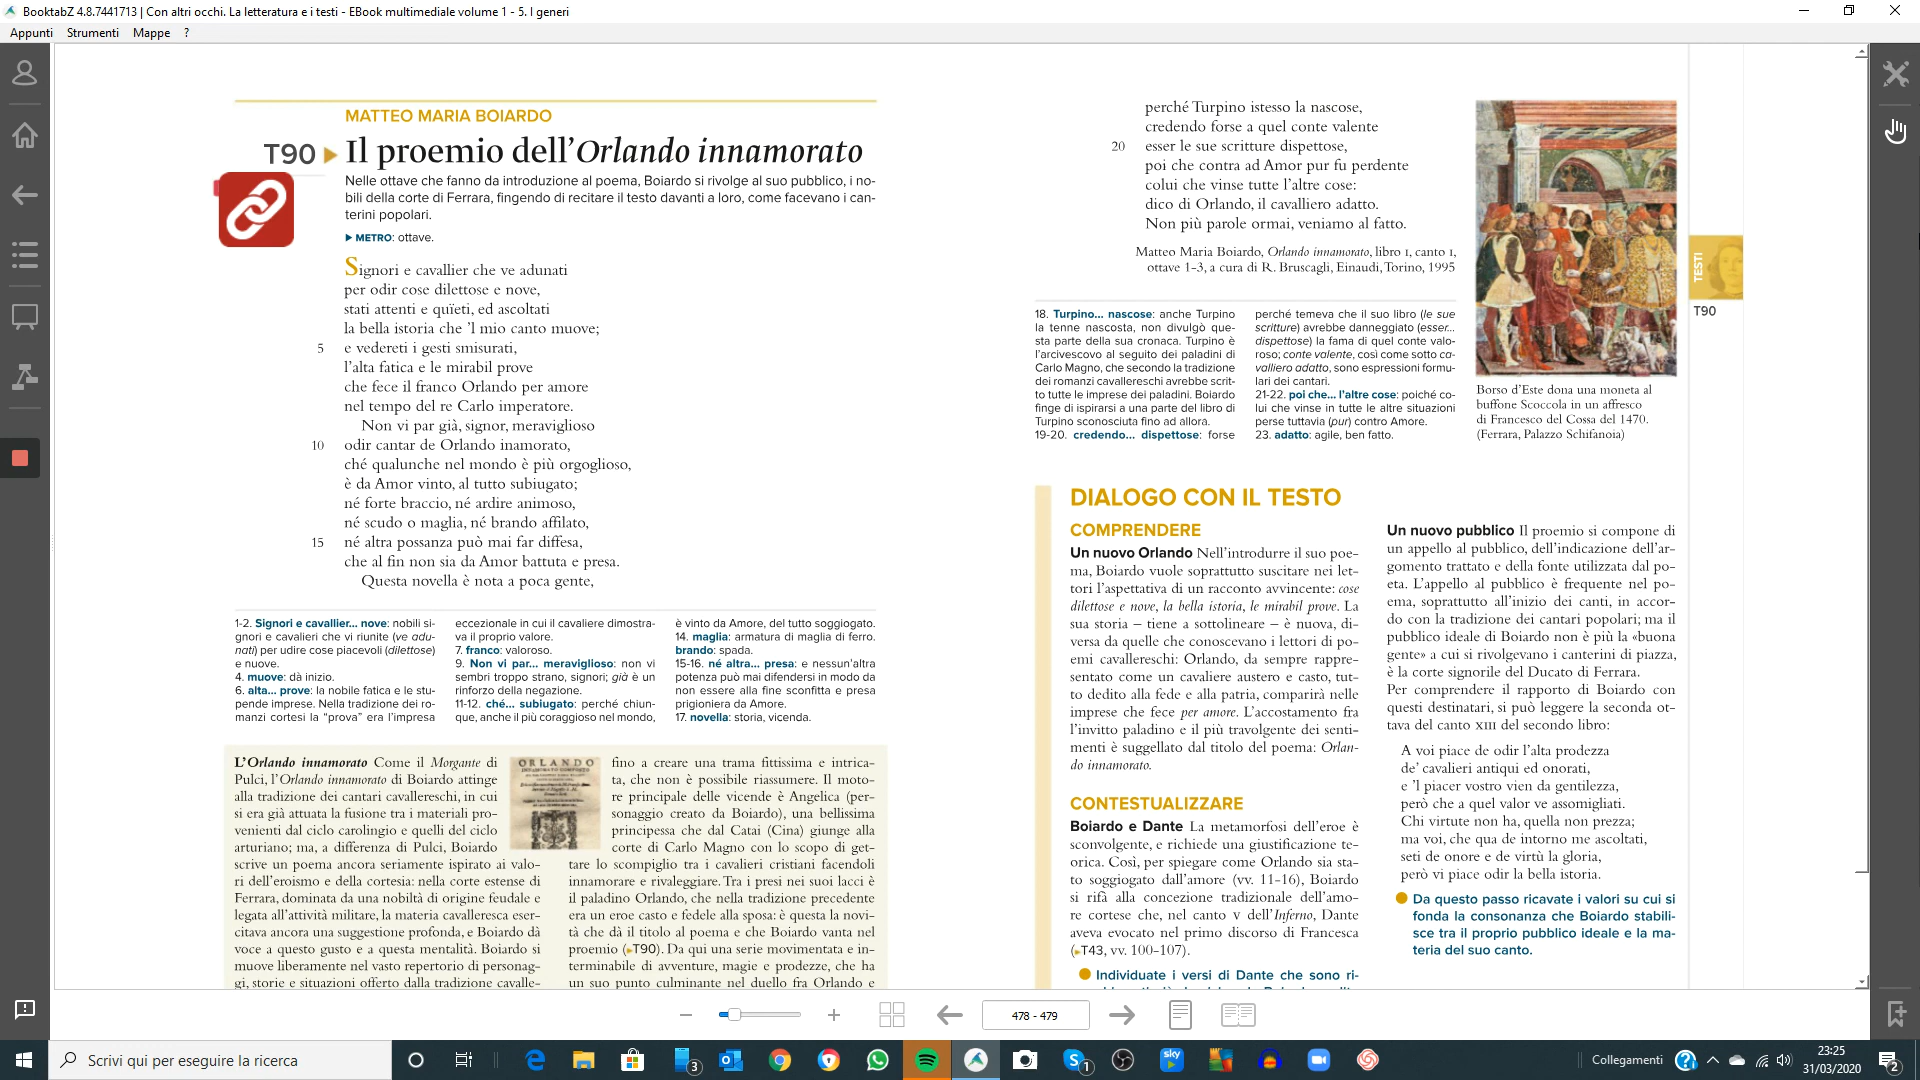 BooktabZ 4.8.7441713 | Con altri occhi. La letteratura e i testi - EBook multimediale volume 1 - 5. I generi
Appunti Strumenti Mappe ?
MATTEO MARIA BOIARDO
T90 Il proemio dell'Orlando innamorato
Nelle ottave che fanno da introduzione al poema, Boiardo si rivolge al suo pubblico, i no-
bili della corte di Ferrara, fingendo di recitare il testo davanti a loro, come facevano i can-
terini popolari.
METRO: ottave.
Signori e cavallier che ve adunati
per odir cose dilettose e nove,
stati attenti e quïeti, ed ascoltati
la bella istoria che 'l mio canto muove;
5 e vedereti i gesti smisurati,
l'alta fatica e le mirabil prove
che fece il franco Orlando per amore
nel tempo del re Carlo imperatore.
Non vi par già, signor, meraviglioso
10 odir cantar de Orlando inamorato,
ché qualunche nel mondo è più orgoglioso,
è da Amor vinto, al tutto subiugato;
né forte braccio, né ardire animoso,
né scudo o maglia, né brando affilato,
15 né altra possanza può mai far diffesa,
che al fin non sia da Amor battuta e presa.
Questa novella è nota a poca gente,
1-2. Signori e cavallier... nove: nobili si-
gnori e cavalieri che vi riunite (ve adu-
nati) per udire cose piacevoli (dilettose)
e nuove.
4. muove: dà inizio.
6. alta... prove: la nobile fatica e le stu-
pende imprese. Nella tradizione dei ro-
manzi cortesi la "prova" era l'impresa
eccezionale in cui il cavaliere dimostra-
va il proprio valore.
7. franco: valoroso.
9. Non vi par... meraviglioso: non vi
sembri troppo strano, signori; già è un
rinforzo della negazione.
11-12. ché... subiugato: perché chiun-
que, anche il più coraggioso nel mondo,
è vinto da Amore, del tutto soggiogato.
14. maglia: armatura di maglia di ferro.
brando: spada.
15-16. né altra... presa: e nessun'altra
potenza può mai difendersi in modo da
non essere alla fine sconfitta e presa
prigioniera da Amore.
17. novella: storia, vicenda.
L'Orlando innamorato Come il Morgante di
Pulci, l'Orlando innamorato di Boiardo attinge
alla tradizione dei cantari cavallereschi, in cui
si era già attuata la fusione tra i materiali pro-
venienti dal ciclo carolingio e quelli del ciclo
arturiano; ma, a differenza di Pulci, Boiardo
scrive un poema ancora seriamente ispirato ai valo-
ri dell'eroismo e della cortesia: nella corte estense di
Ferrara, dominata da una nobiltà di origine feudale e
legata all'attività militare, la materia cavalleresca eser-
citava ancora una suggestione profonda, e Boiardo dà
voce a questo gusto e a questa mentalità. Boiardo si
muove liberamente nel vasto repertorio di personag-
gi, storie e situazioni offerto dalla tradizione cavalle-
ORLANDO
fino a creare una trama fittissima e intrica-
ta, che non è possibile riassumere. Il moto-
re principale delle vicende è Angelica (per-
sonaggio creato da Boiardo), una bellissima
principessa che dal Catai (Cina) giunge alla
corte di Carlo Magno con lo scopo di get-
tare lo scompiglio tra i cavalieri cristiani facendoli
innamorare e rivaleggiare. Tra i presi nei suoi lacci è
il paladino Orlando, che nella tradizione precedente
era un eroe casto e fedele alla sposa: è questa la novi-
tà che dà il titolo al poema e che Boiardo vanta nel
proemio (T90). Da qui una serie movimentata e in-
terminabile di avventure, magie e prodezze, che ha
un suo punto culminante nel duello fra Orlando e
perché Turpino istesso la nascose,
credendo forse a quel conte valente
20 esser le sue scritture dispettose,
poi che contra ad Amor pur fu perdente
colui che vinse tutte l'altre cose:
dico di Orlando, il cavalliero adatto.
Non più parole ormai, veniamo al fatto.
Matteo Maria Boiardo, Orlando innamorato, libro I, canto I,
ottave 1-3, a cura di R. Bruscagli, Einaudi, Torino, 1995
18. Turpino... nascose: anche Turpino
la tenne nascosta, non divulgò que-
sta parte della sua cronaca. Turpino è
l'arcivescovo al seguito dei paladini di
Carlo Magno, che secondo la tradizione
dei romanzi cavallereschi avrebbe scrit-
to tutte le imprese dei paladini. Boiardo
finge di ispirarsi a una parte del libro di
Turpino sconosciuta fino ad allora.
19-20. credendo... dispettose: forse
perché temeva che il suo libro (le sue
scritture) avrebbe danneggiato (esser...
dispettose) la fama di quel conte valo-
roso; conte valente, così come sotto ca-
valliero adatto, sono espressioni formu-
lari dei cantari.
21-22. poi che... l'altre cose: poiché co-
lui che vinse in tutte le altre situazioni
perse tuttavia (pur) contro Amore.
23. adatto: agile, ben fatto.
Borso d'Este dona una moneta al
buffone Scoccola in un affresco
di Francesco del Cossa del 1470.
(Ferrara, Palazzo Schifanoia)
TESTI
T90
DIALOGO CON IL TESTO
COMPRENDERE
Un nuovo Orlando Nell'introdurre il suo poe-
ma, Boiardo vuole soprattutto suscitare nei let-
tori l'aspettativa di un racconto avvincente: cose
dilettose e nove, la bella istoria, le mirabil prove. La
sua storia – tiene a sottolineare – è nuova, di-
versa da quelle che conoscevano i lettori di po-
emi cavallereschi: Orlando, da sempre rappre-
sentato come un cavaliere austero e casto, tut-
to dedito alla fede e alla patria, comparirà nelle
imprese che fece per amore. L'accostamento fra
l'invitto paladino e il più travolgente dei senti-
menti è suggellato dal titolo del poema: Orlan-
do innamorato.
CONTESTUALIZZARE
Boiardo e Dante La metamorfosi dell'eroe è
sconvolgente, e richiede una giustificazione te-
orica. Così, per spiegare come Orlando sia sta-
to soggiogato dall'amore (vv. 11-16), Boiardo
si rifà alla concezione tradizionale dell'amo-
re cortese che, nel canto V dell'Inferno, Dante
aveva evocato nel primo discorso di Francesca
(T43, vv. 100-107).
Individuate i versi di Dante che sono ri-
Un nuovo pubblico Il proemio si compone di
un appello al pubblico, dell'indicazione dell'ar-
gomento trattato e della fonte utilizzata dal po-
eta. L'appello al pubblico è frequente nel po-
ema, soprattutto all'inizio dei canti, in accor-
do con la tradizione dei cantari popolari; ma il
pubblico ideale di Boiardo non è più la «buona
gente» a cui si rivolgevano i canterini di piazza,
è la corte signorile del Ducato di Ferrara.
Per comprendere il rapporto di Boiardo con
questi destinatari, si può leggere la seconda ot-
tava del canto XIII del secondo libro:
A voi piace de odir l'alta prodezza
de' cavalieri antiqui ed onorati,
e 'l piacer vostro vien da gentilezza,
però che a quel valor ve assomigliati.
Chi virtute non ha, quella non prezza;
ma voi, che qua de intorno me ascoltati,
seti de onore e de virtù la gloria,
però vi piace odir la bella istoria.
Da questo passo ricavate i valori su cui si
fonda la consonanza che Boiardo stabili-
sce tra il proprio pubblico ideale e la ma-
teria del suo canto.
478 - 479
Scrivi qui per eseguire la ricerca
3
sky
1
Collegamenti
23:25
31/03/2020
2